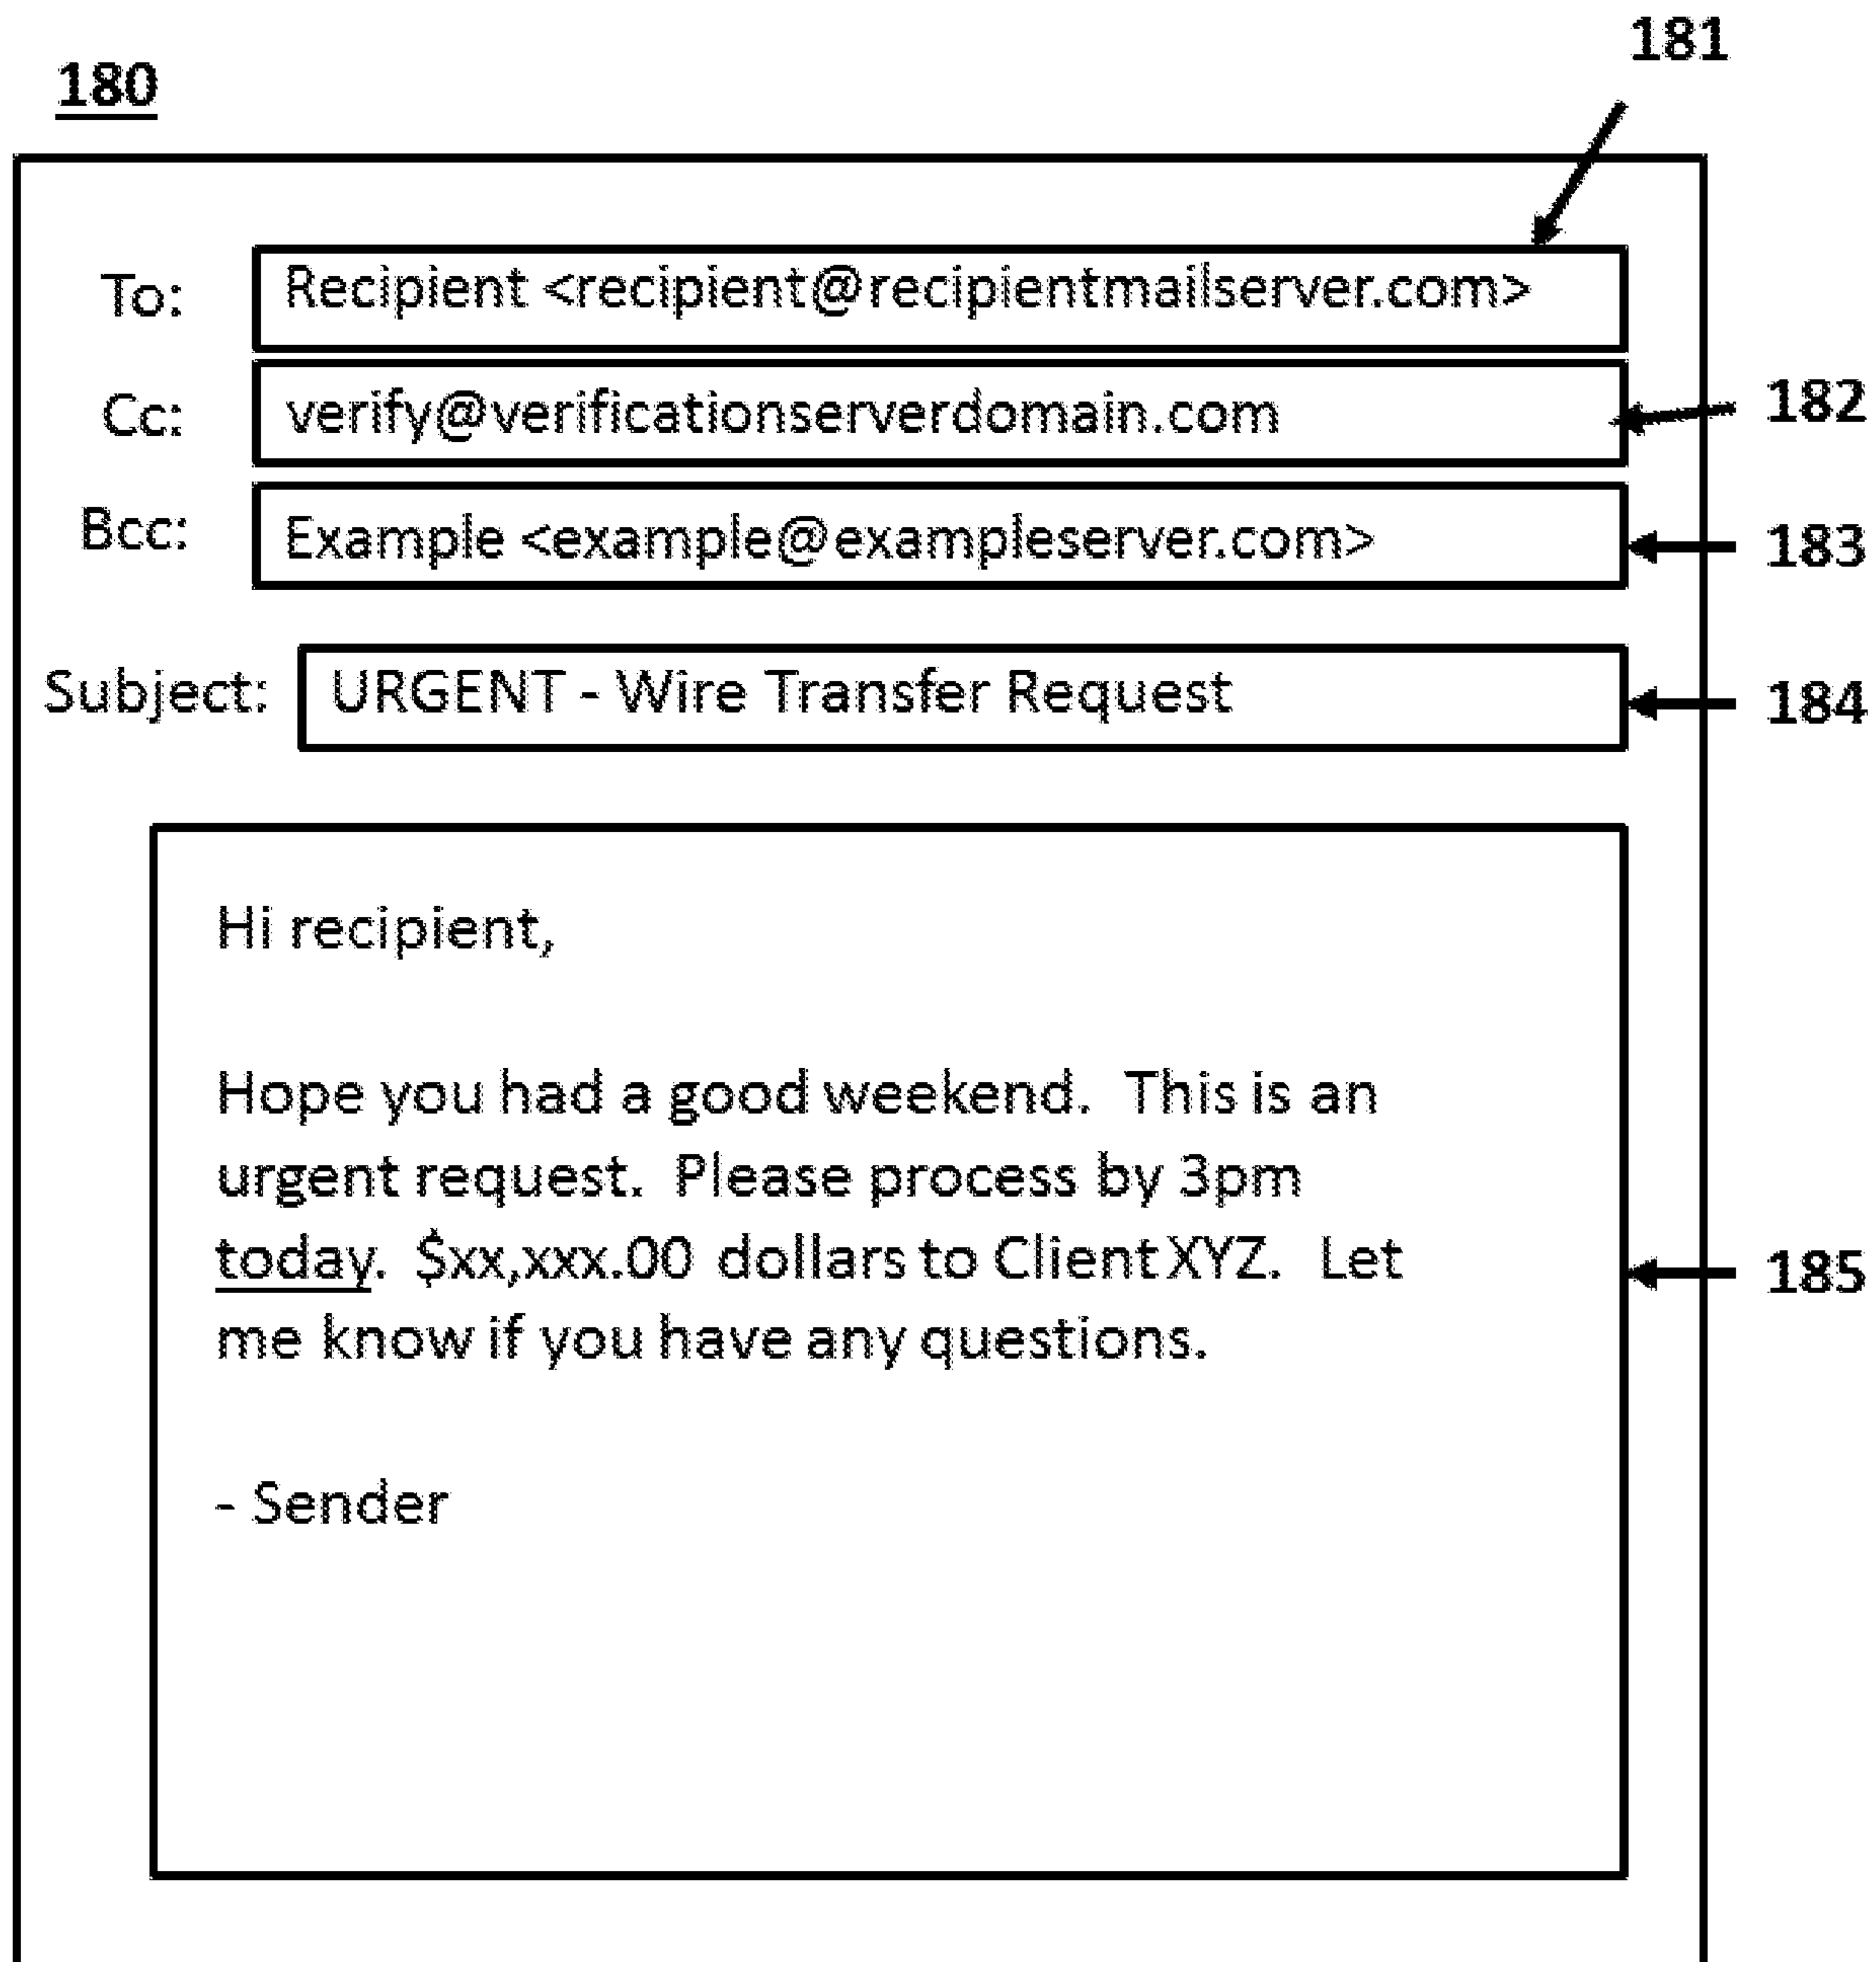 181
180
To: Recipient <recipient@recipientmailserver.com>
Cc: verify@verificationserverdomain.com 182
Bcc: Example <example@exampleserver.com> 183
Subject: URGENT - Wire Transfer Request 184
Hi recipient,
Hope you had a good weekend. This is an
urgent request. Please process by 3pm
today. $xx,xxx.00 dollars to Client XYZ. Let 185
me know if you have any questions.
- Sender